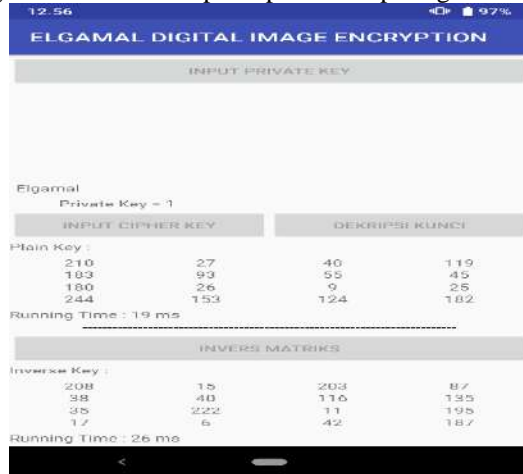 12.56 97%
ELGAMAL DIGITAL IMAGE ENCRYPTION
INPUT PRIVATE KEY
Elgamal
Private Key = 1
INPUT CIPHER KEY DEKRIPSI KUNCI
Plain Key :
210 27 40 119
183 93 55 45
180 26 9 25
244 153 124 182
Running Time : 19 ms
INVERS MATRIKS
Inverse Key :
208 15 203 87
38 40 116 135
35 222 11 195
17 6 42 187
Running Time : 26 ms